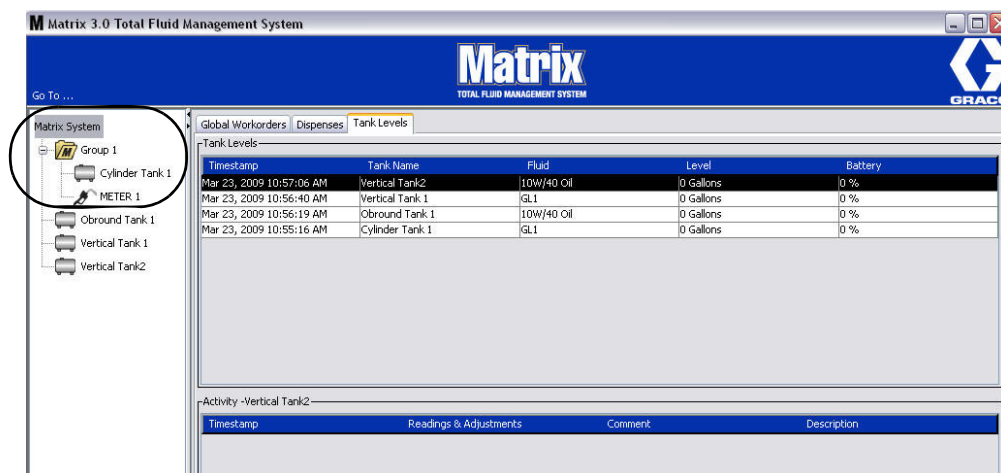 M Matrix 3.0 Total Fluid Management System
Matrix
TOTAL FLUID MANAGEMENT SYSTEM
Go To ...
GRACO
Matrix System
M Group 1
Cylinder Tank 1
METER 1
Obround Tank 1
Vertical Tank 1
Vertical Tank2
Global Workorders Dispenses Tank Levels
Tank Levels
Timestamp Tank Name Fluid Level Battery
Mar 23, 2009 10:57:06 AM Vertical Tank2 10W/40 Oil 0 Gallons 0 %
Mar 23, 2009 10:56:40 AM Vertical Tank 1 GL1 0 Gallons 0 %
Mar 23, 2009 10:56:19 AM Obround Tank 1 10W/40 Oil 0 Gallons 0 %
Mar 23, 2009 10:55:16 AM Cylinder Tank 1 GL1 0 Gallons 0 %
Activity -Vertical Tank2
Timestamp Readings & Adjustments Comment Description